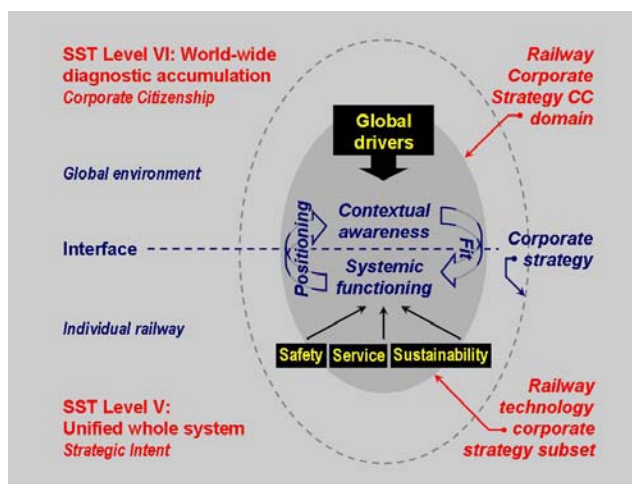 SST Level VI: World-wide
diagnostic accumulation
Corporate Citizenship
Railway
Corporate
Strategy CC
domain
Global
drivers
Global environment
Contextual
awareness
Positioning
Fit
Interface
Corporate
strategy
Systemic
functioning
Individual railway
Safety Service Sustainability
SST Level V:
Unified whole system
Strategic Intent
Railway
technology
corporate
strategy subset